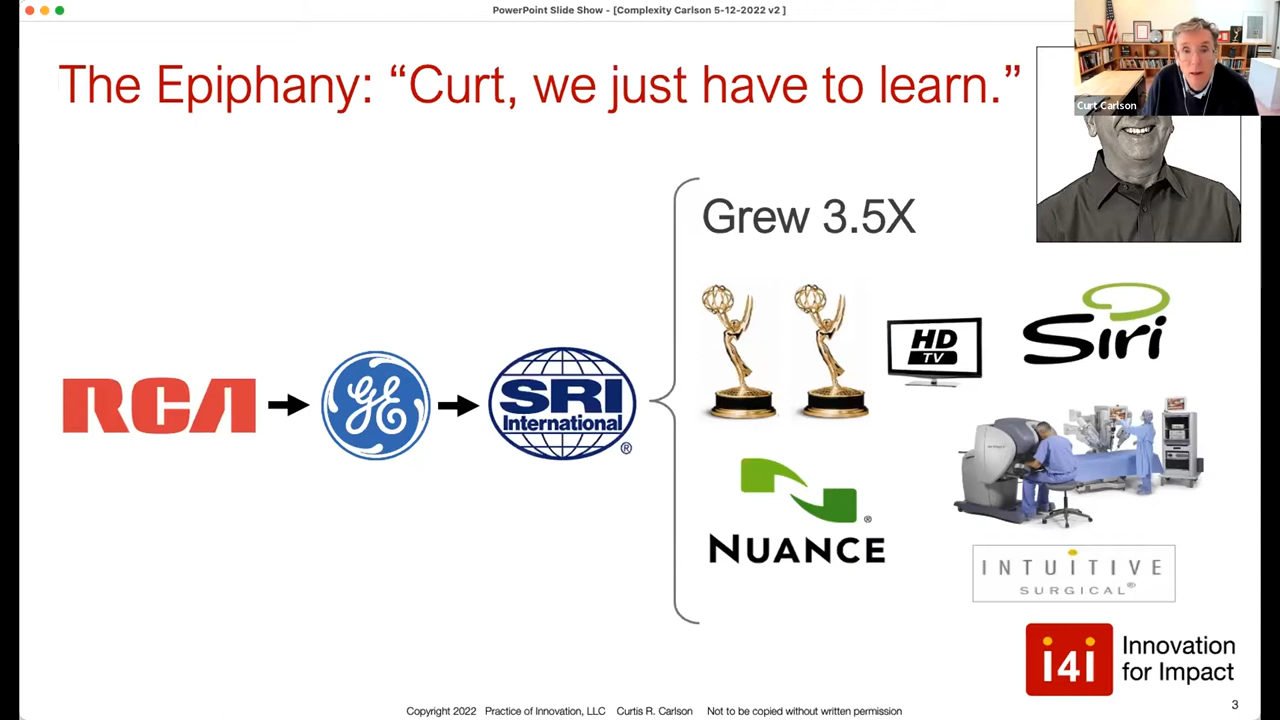 PowerPoint Slide Show - [Complexity Carlson 5-12-2022 v2 ]
The Epiphany: “Curt, we just have to learn.”
Curt Carlson
Grew 3.5X
HD
TV
Siri
RCA
GE
SRI
International
®
NUANCE
®
INTUITIVE
SURGICAL®
i4i
Innovation
for Impact
Copyright 2022 Practice of Innovation, LLC Curtis R. Carlson Not to be copied without written permission
3